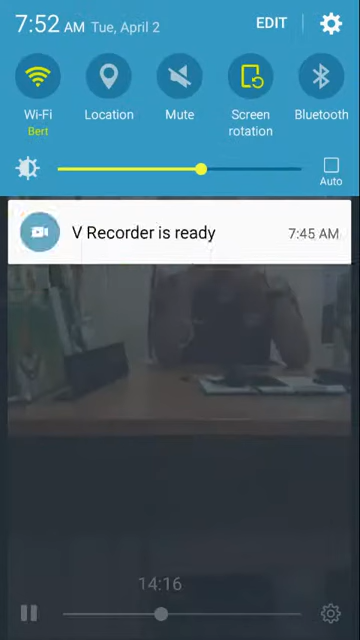 7:52 AM Tue, April 2 EDIT
Wi-Fi Location Mute Screen rotation Bluetooth
Bert
Auto
V Recorder is ready 7:45 AM
14:16